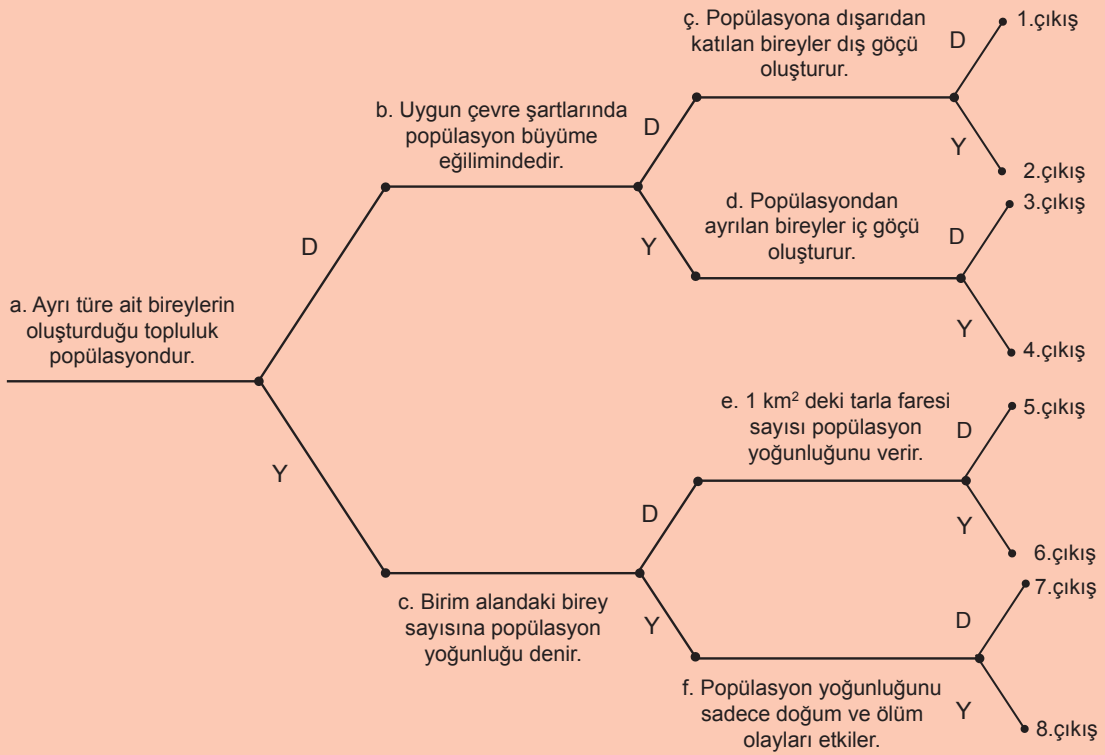 a. Ayrı türe ait bireylerin
oluşturduğu topluluk
popülasyondur.
D
Y
b. Uygun çevre şartlarında
popülasyon büyüme
eğilimindedir.
D
Y
ç. Popülasyona dışarıdan
katılan bireyler dış göçü
oluşturur.
D
1.çıkış
Y
2.çıkış
d. Popülasyondan
ayrılan bireyler iç göçü
oluşturur.
D
3.çıkış
Y
4.çıkış
c. Birim alandaki birey
sayısına popülasyon
yoğunluğu denir.
D
Y
e. 1 km² deki tarla faresi
sayısı popülasyon
yoğunluğunu verir.
D
5.çıkış
Y
6.çıkış
f. Popülasyon yoğunluğunu
sadece doğum ve ölüm
olayları etkiler.
D
7.çıkış
Y
8.çıkış